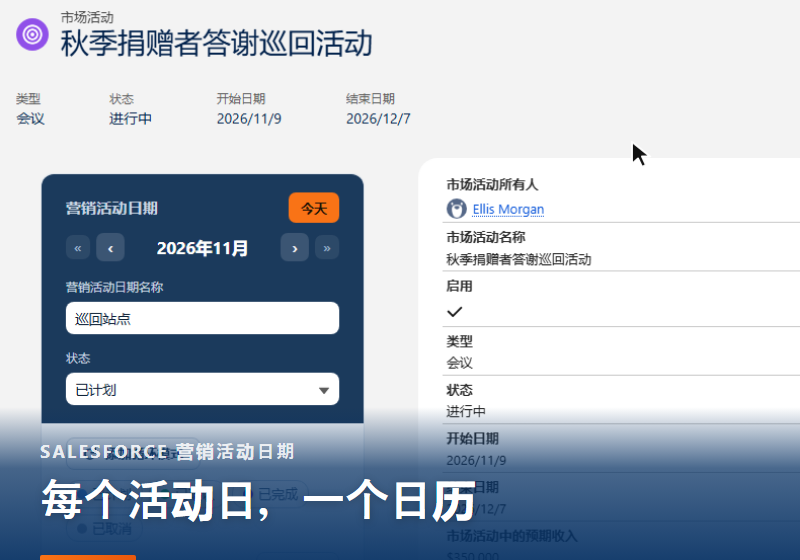 市场活动
秋季捐赠者答谢巡回活动
类型
状态
开始日期
结束日期
会议
进行中
2026/11/9
2026/12/7
营销活动日期
今天
«
‹
2026年11月
›
»
营销活动日期名称
巡回站点
状态
已计划
市场活动所有人
Ellis Morgan
市场活动名称
秋季捐赠者答谢巡回活动
启用
类型
会议
状态
进行中
开始日期
2026/11/9
束日期
/12/7
市场活动中的预期收入
$350,000
SALESFORCE 营销活动日期
每个活动日，一个日历
已完成
已取消